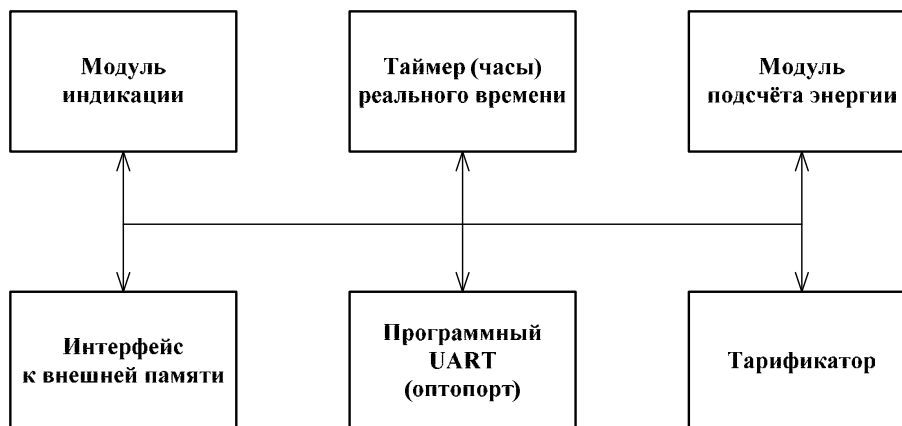 Модуль
индикации
Таймер (часы)
реального времени
Модуль
подсчёта энергии
Интерфейс
к внешней памяти
Программный
UART
(оптопорт)
Тарификатор